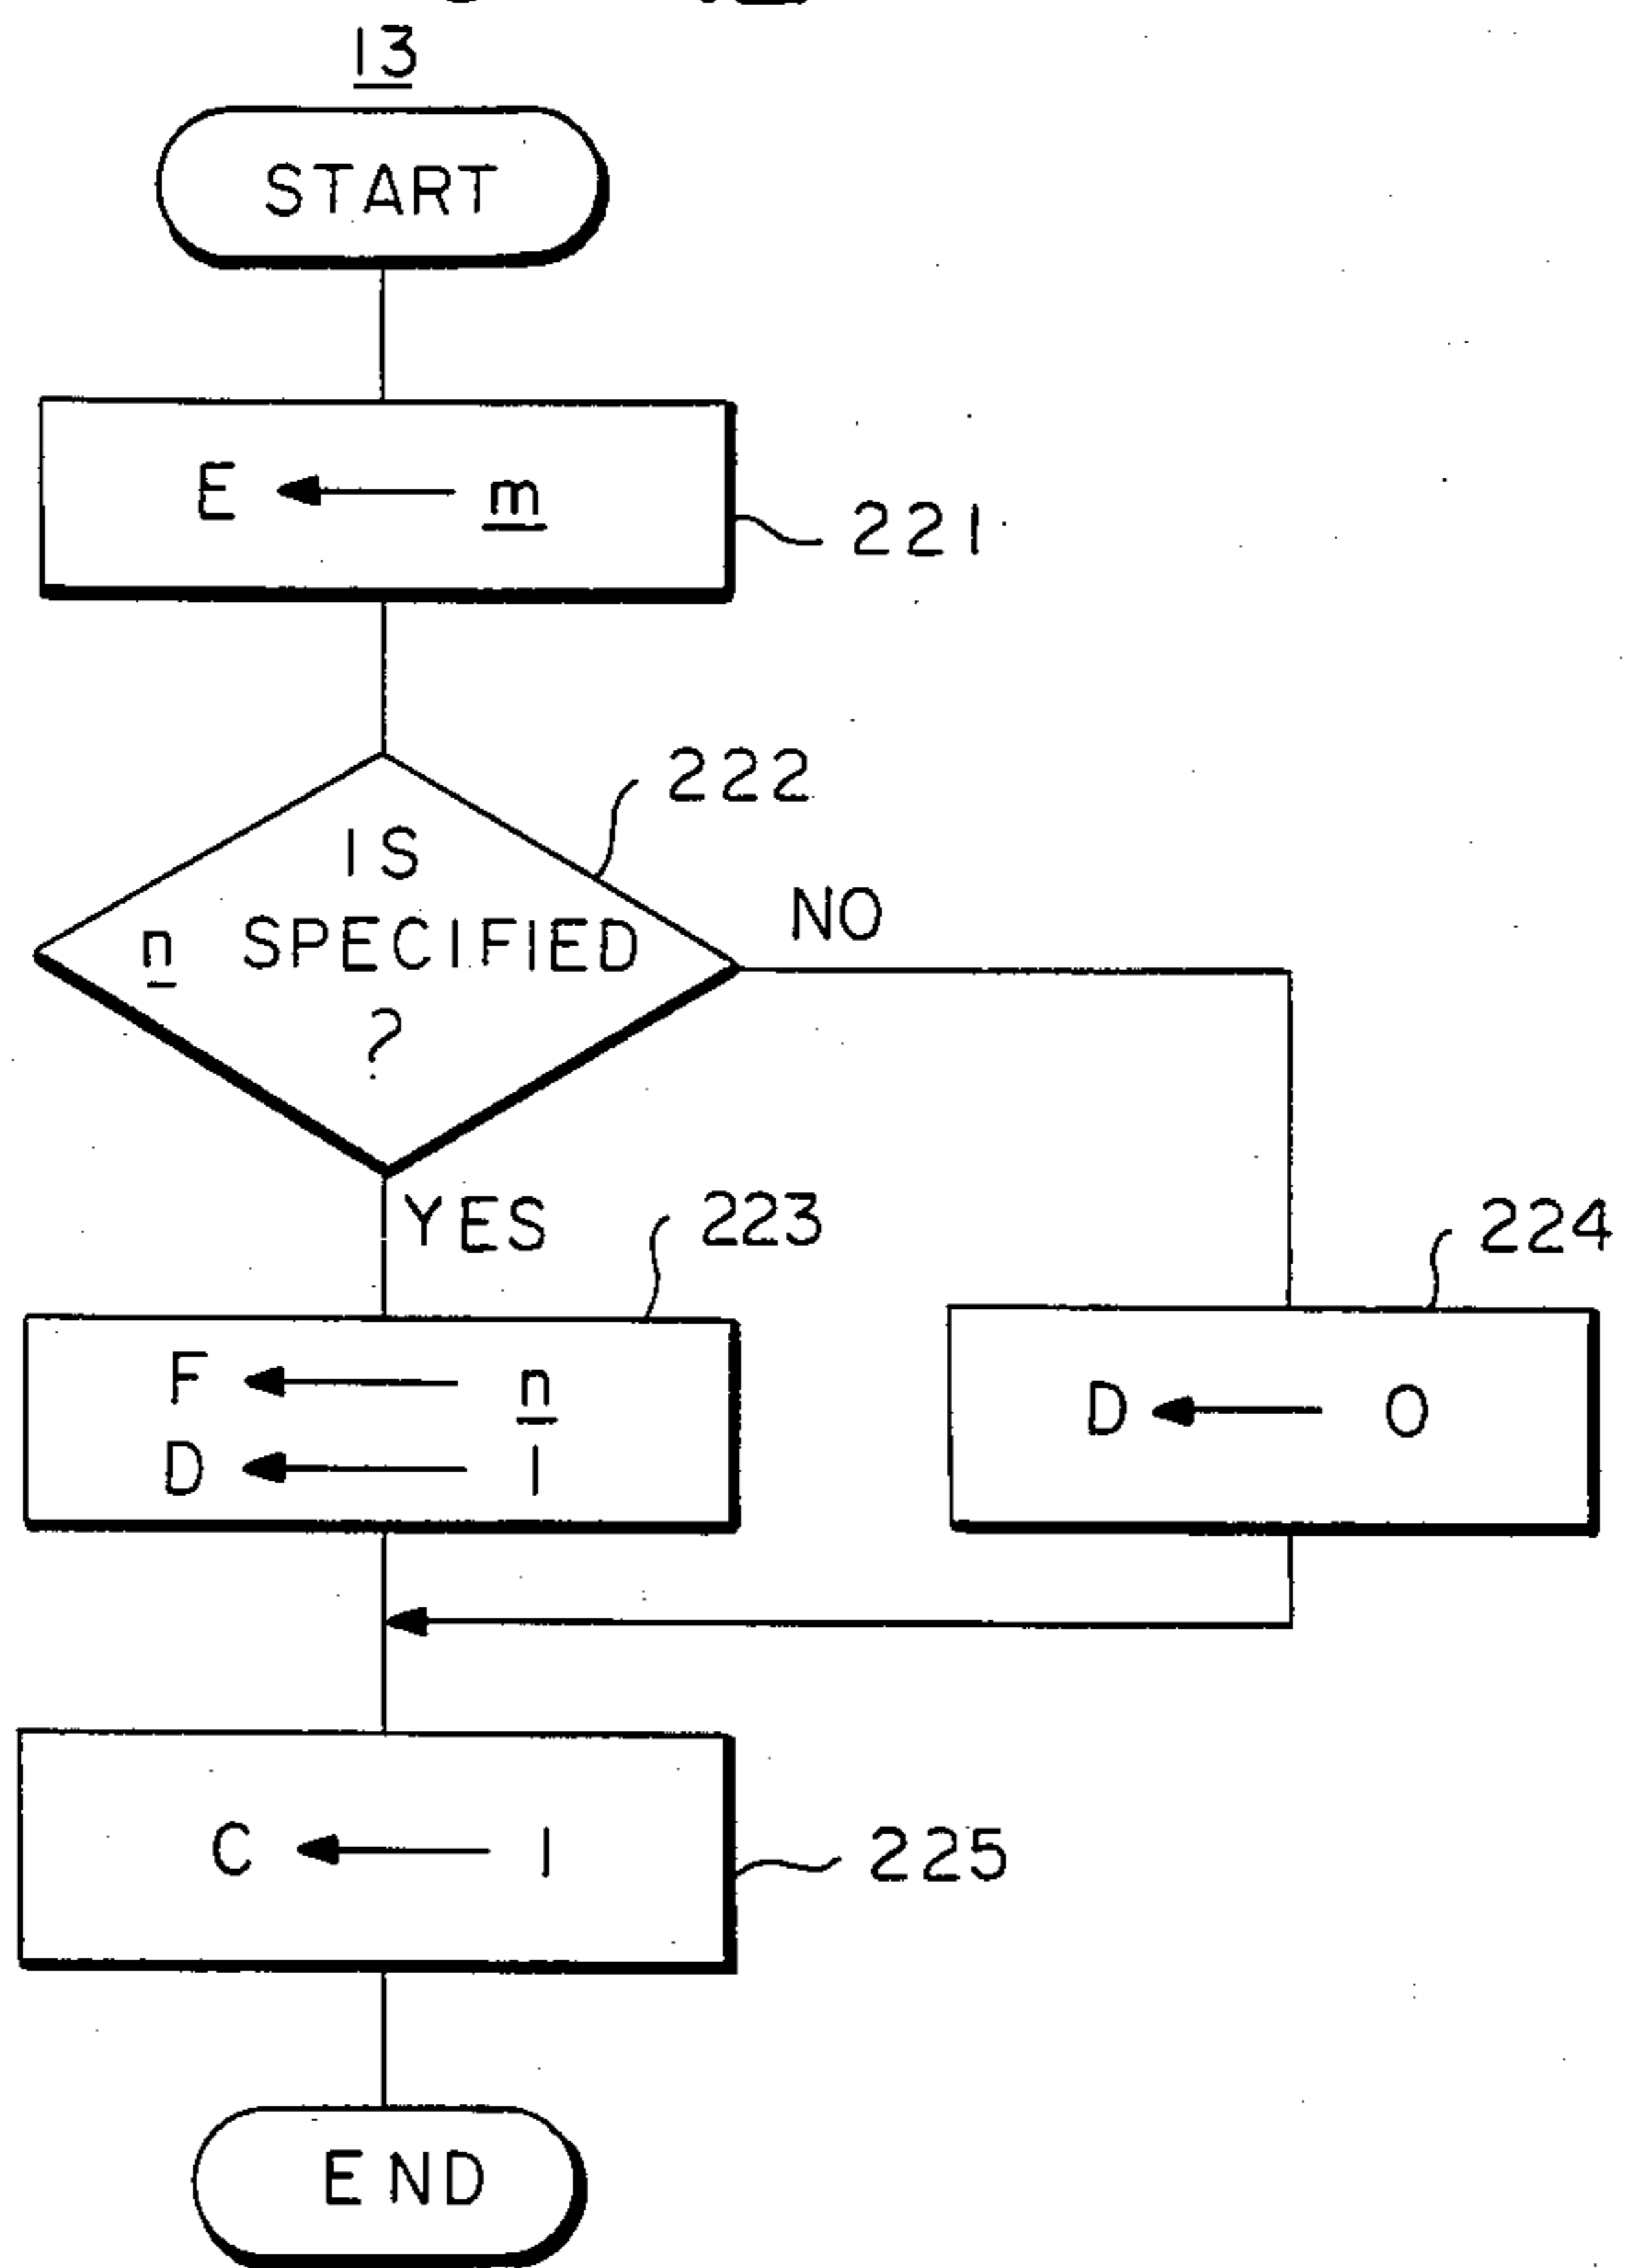 13
START
E ← m
221
222
IS
n SPECIFIED
?
NO
YES
223
224
F ← n
D ← 1
D ← 0
C ← 1
225
END